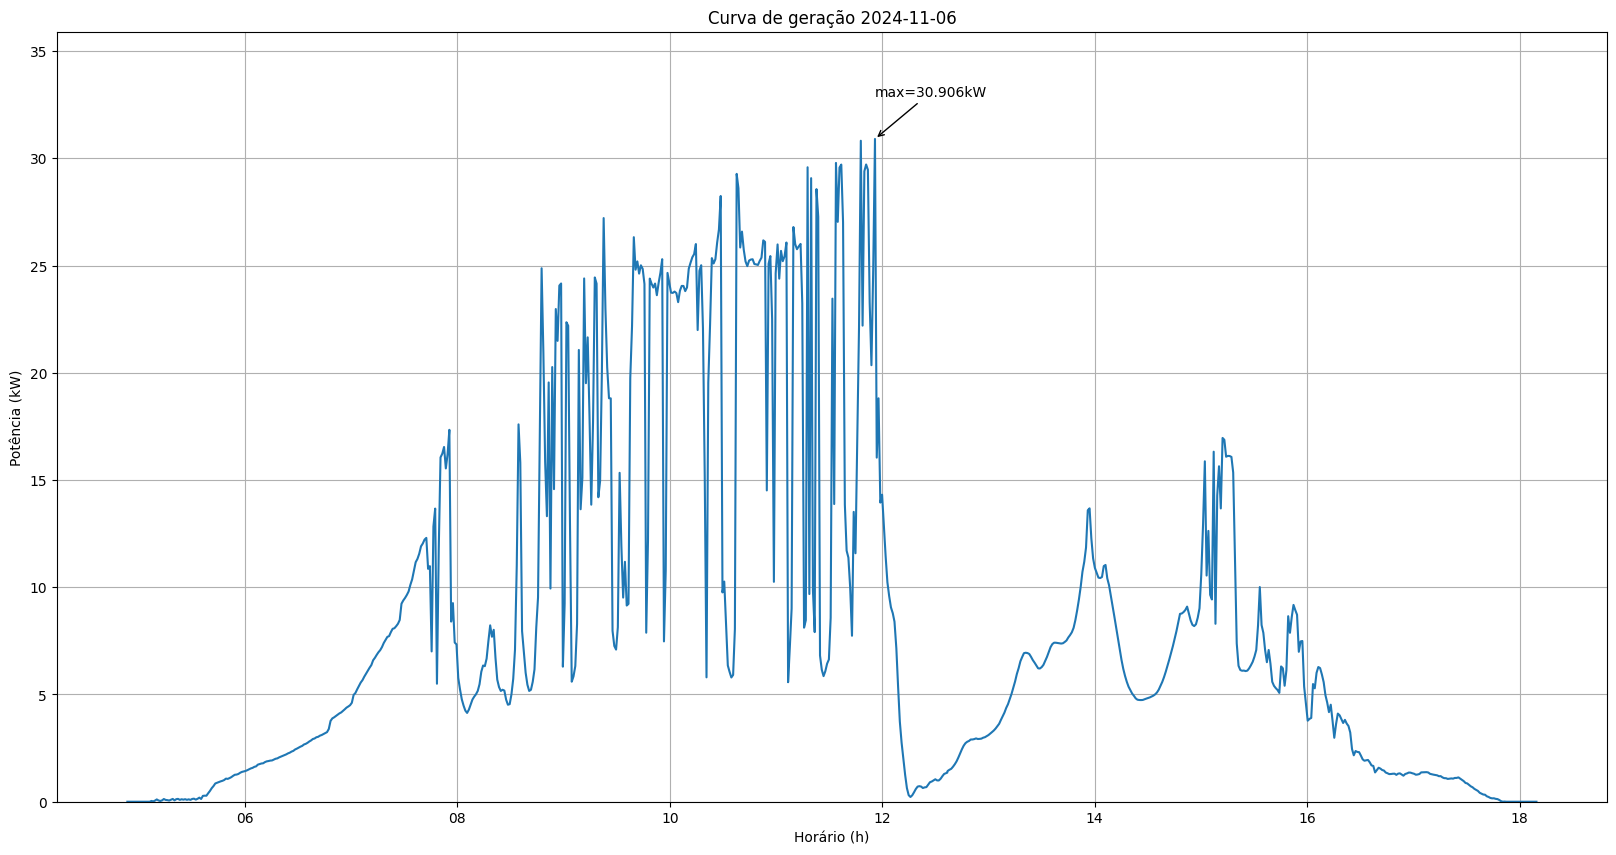 Curva de geração 2024-11-06
35
max=30.906kW
30
25
20
Potência (kW)
15
10
5
0
06 08 10 12 14 16 18
Horário (h)